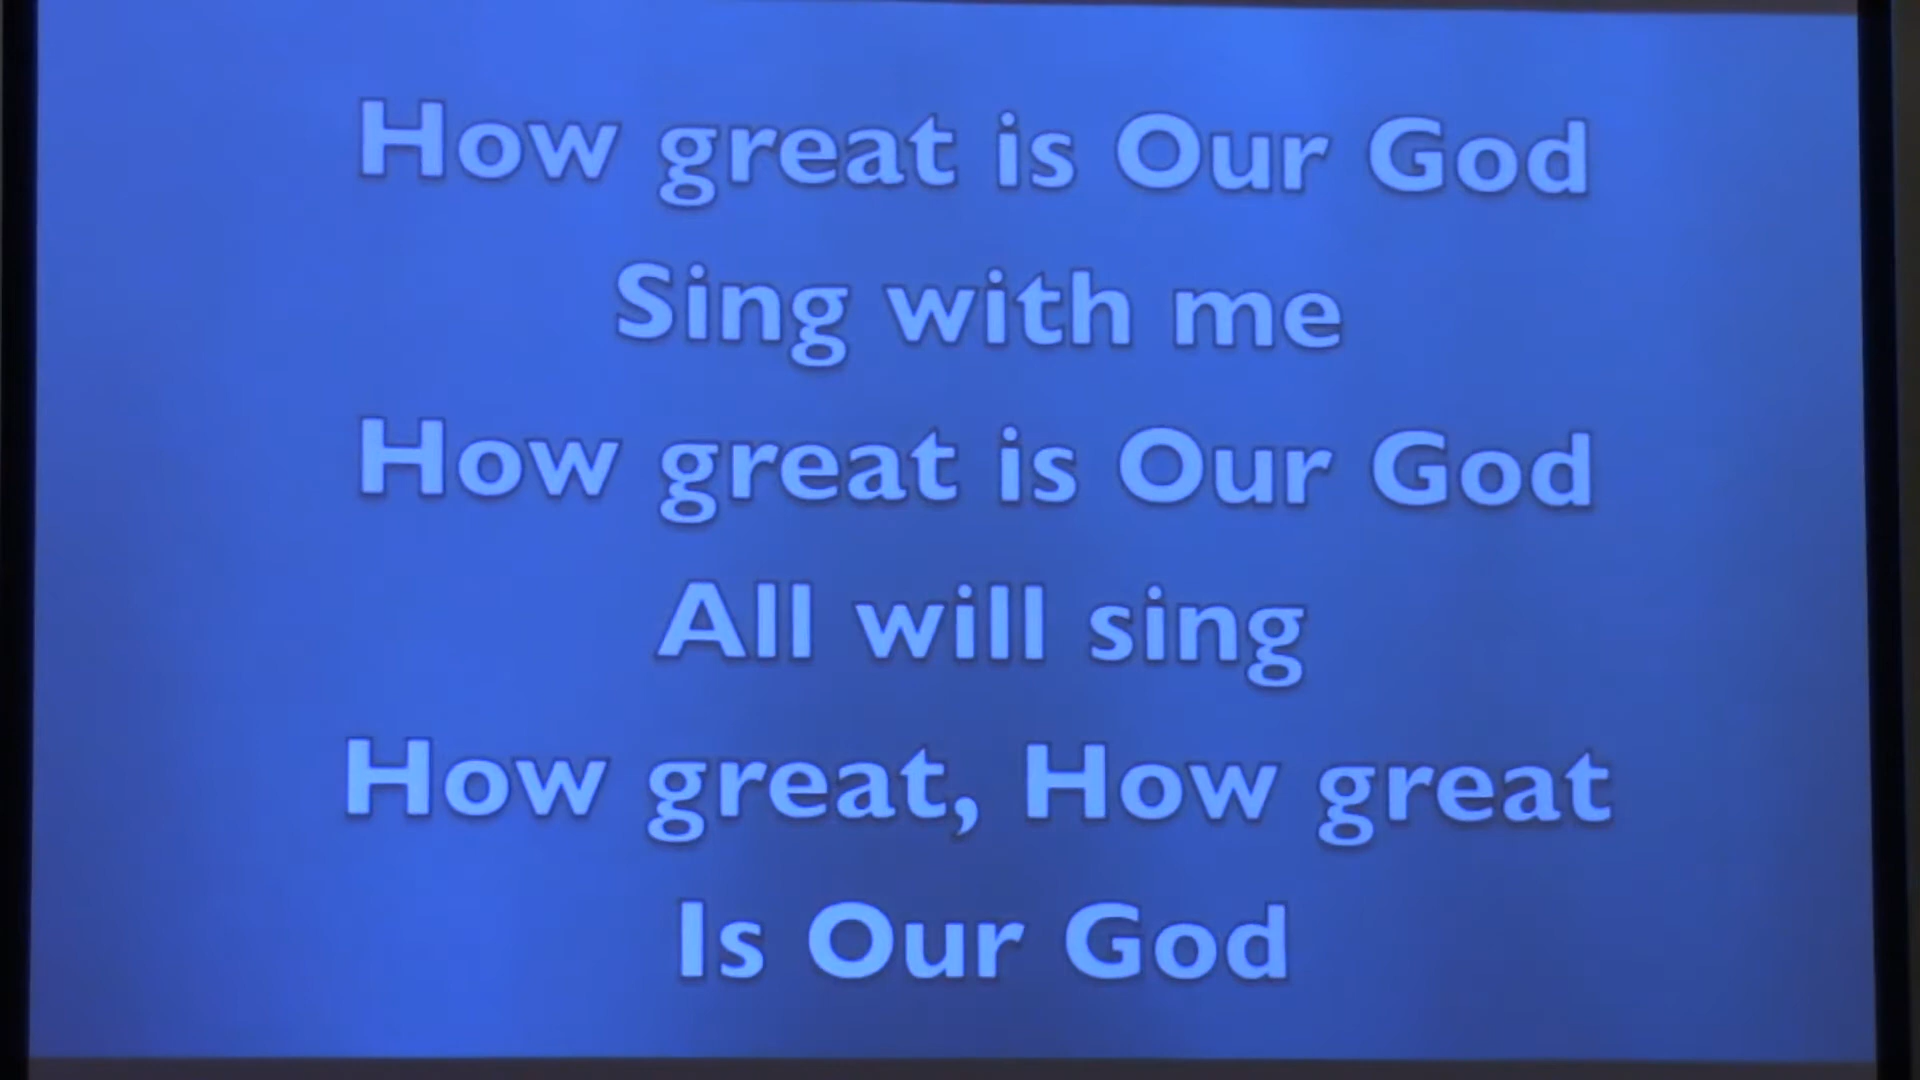 How great is Our God
Sing with me
How great is Our God
All will sing
How great, How great
Is Our God